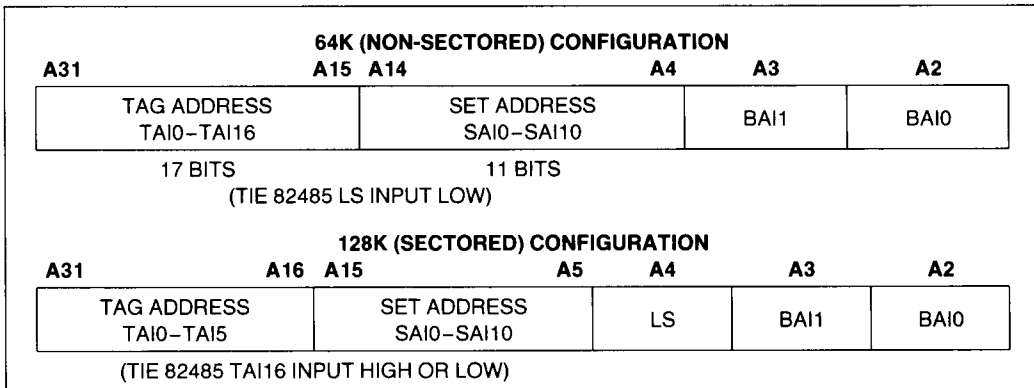 64K (NON-SECTORED) CONFIGURATION
A31 A15 A14 A4 A3 A2
TAG ADDRESS SET ADDRESS BAI1 BAI0
TAI0–TAI16 SAI0–SAI10
17 BITS 11 BITS
(TIE 82485 LS INPUT LOW)
128K (SECTORED) CONFIGURATION
A31 A16 A15 A5 A4 A3 A2
TAG ADDRESS SET ADDRESS LS BAI1 BAI0
TAI0–TAI5 SAI0–SAI10
(TIE 82485 TAI16 INPUT HIGH OR LOW)